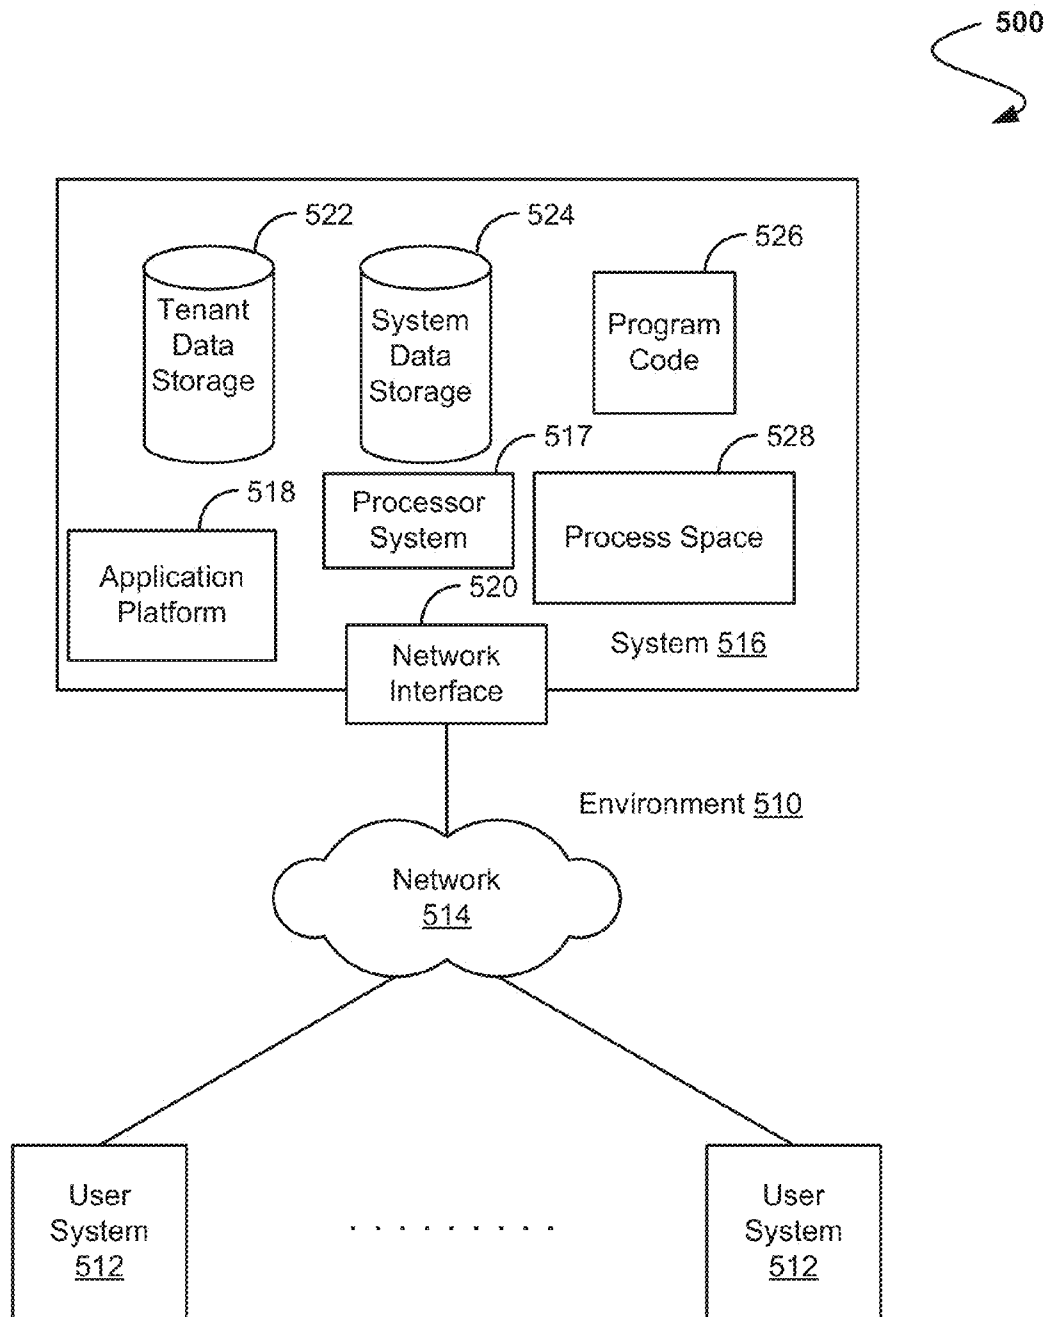 500
522
524
526
Tenant
Data
Storage
System
Data
Storage
Program
Code
517
528
518
Processor
System
Process Space
Application
Platform
520
Network
Interface
System 516
Environment 510
Network
514
User
System
512
. . . . . . . . .
User
System
512